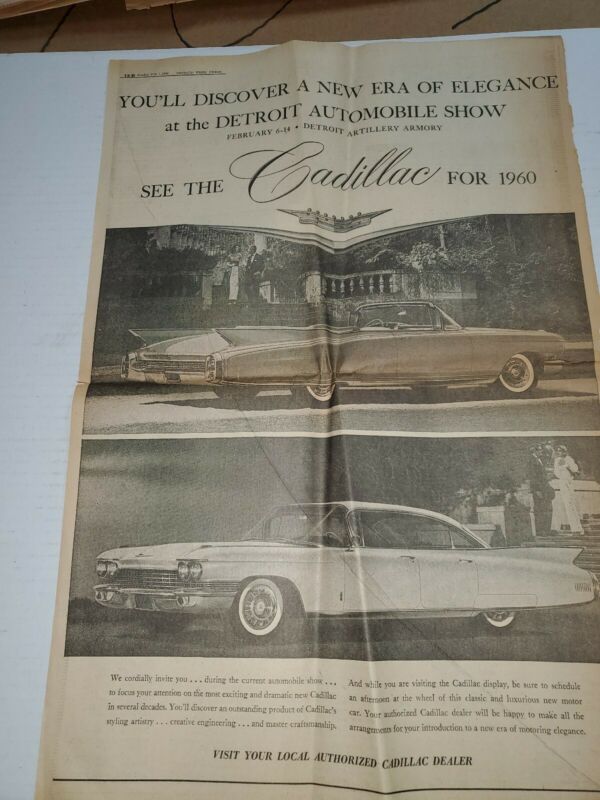 YOU'LL DISCOVER A NEW ERA OF ELEGANCE
at the DETROIT AUTOMOBILE SHOW
FEBRUARY 6-14 • DETROIT ARTILLERY ARMORY
SEE THE Cadillac FOR 1960
We cordially invite you . . . during the current automobile show . . .
to focus your attention on the most exciting and dramatic new Cadillac
in several decades. You'll discover an outstanding product of Cadillac's
styling artistry . . . creative engineering . . . and master craftsmanship.
And while you are visiting the Cadillac display, be sure to schedule
an afternoon at the wheel of this classic and luxurious new motor
car. Your authorized Cadillac dealer will be happy to make all the
arrangements for your introduction to a new era of motoring elegance.
VISIT YOUR LOCAL AUTHORIZED CADILLAC DEALER